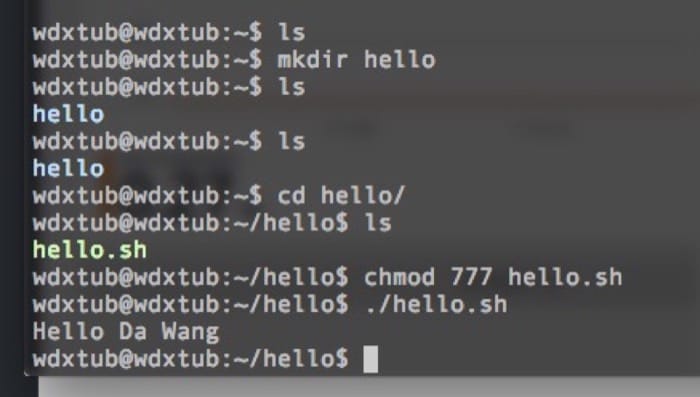 wdxtub@wdxtub:~$ ls
wdxtub@wdxtub:~$ mkdir hello
wdxtub@wdxtub:~$ ls
hello
wdxtub@wdxtub:~$ ls
hello
wdxtub@wdxtub:~$ cd hello/
wdxtub@wdxtub:~/hello$ ls
hello.sh
wdxtub@wdxtub:~/hello$ chmod 777 hello.sh
wdxtub@wdxtub:~/hello$ ./hello.sh
Hello Da Wang
wdxtub@wdxtub:~/hello$